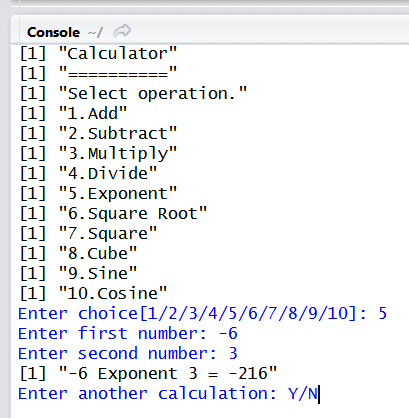 Console ~/
[1] "Calculator"
[1] "=========="
[1] "Select operation."
[1] "1.Add"
[1] "2.Subtract"
[1] "3.Multiply"
[1] "4.Divide"
[1] "5.Exponent"
[1] "6.Square Root"
[1] "7.Square"
[1] "8.Cube"
[1] "9.Sine"
[1] "10.Cosine"
Enter choice[1/2/3/4/5/6/7/8/9/10]: 5
Enter first number: -6
Enter second number: 3
[1] "-6 Exponent 3 = -216"
Enter another calculation: Y/N